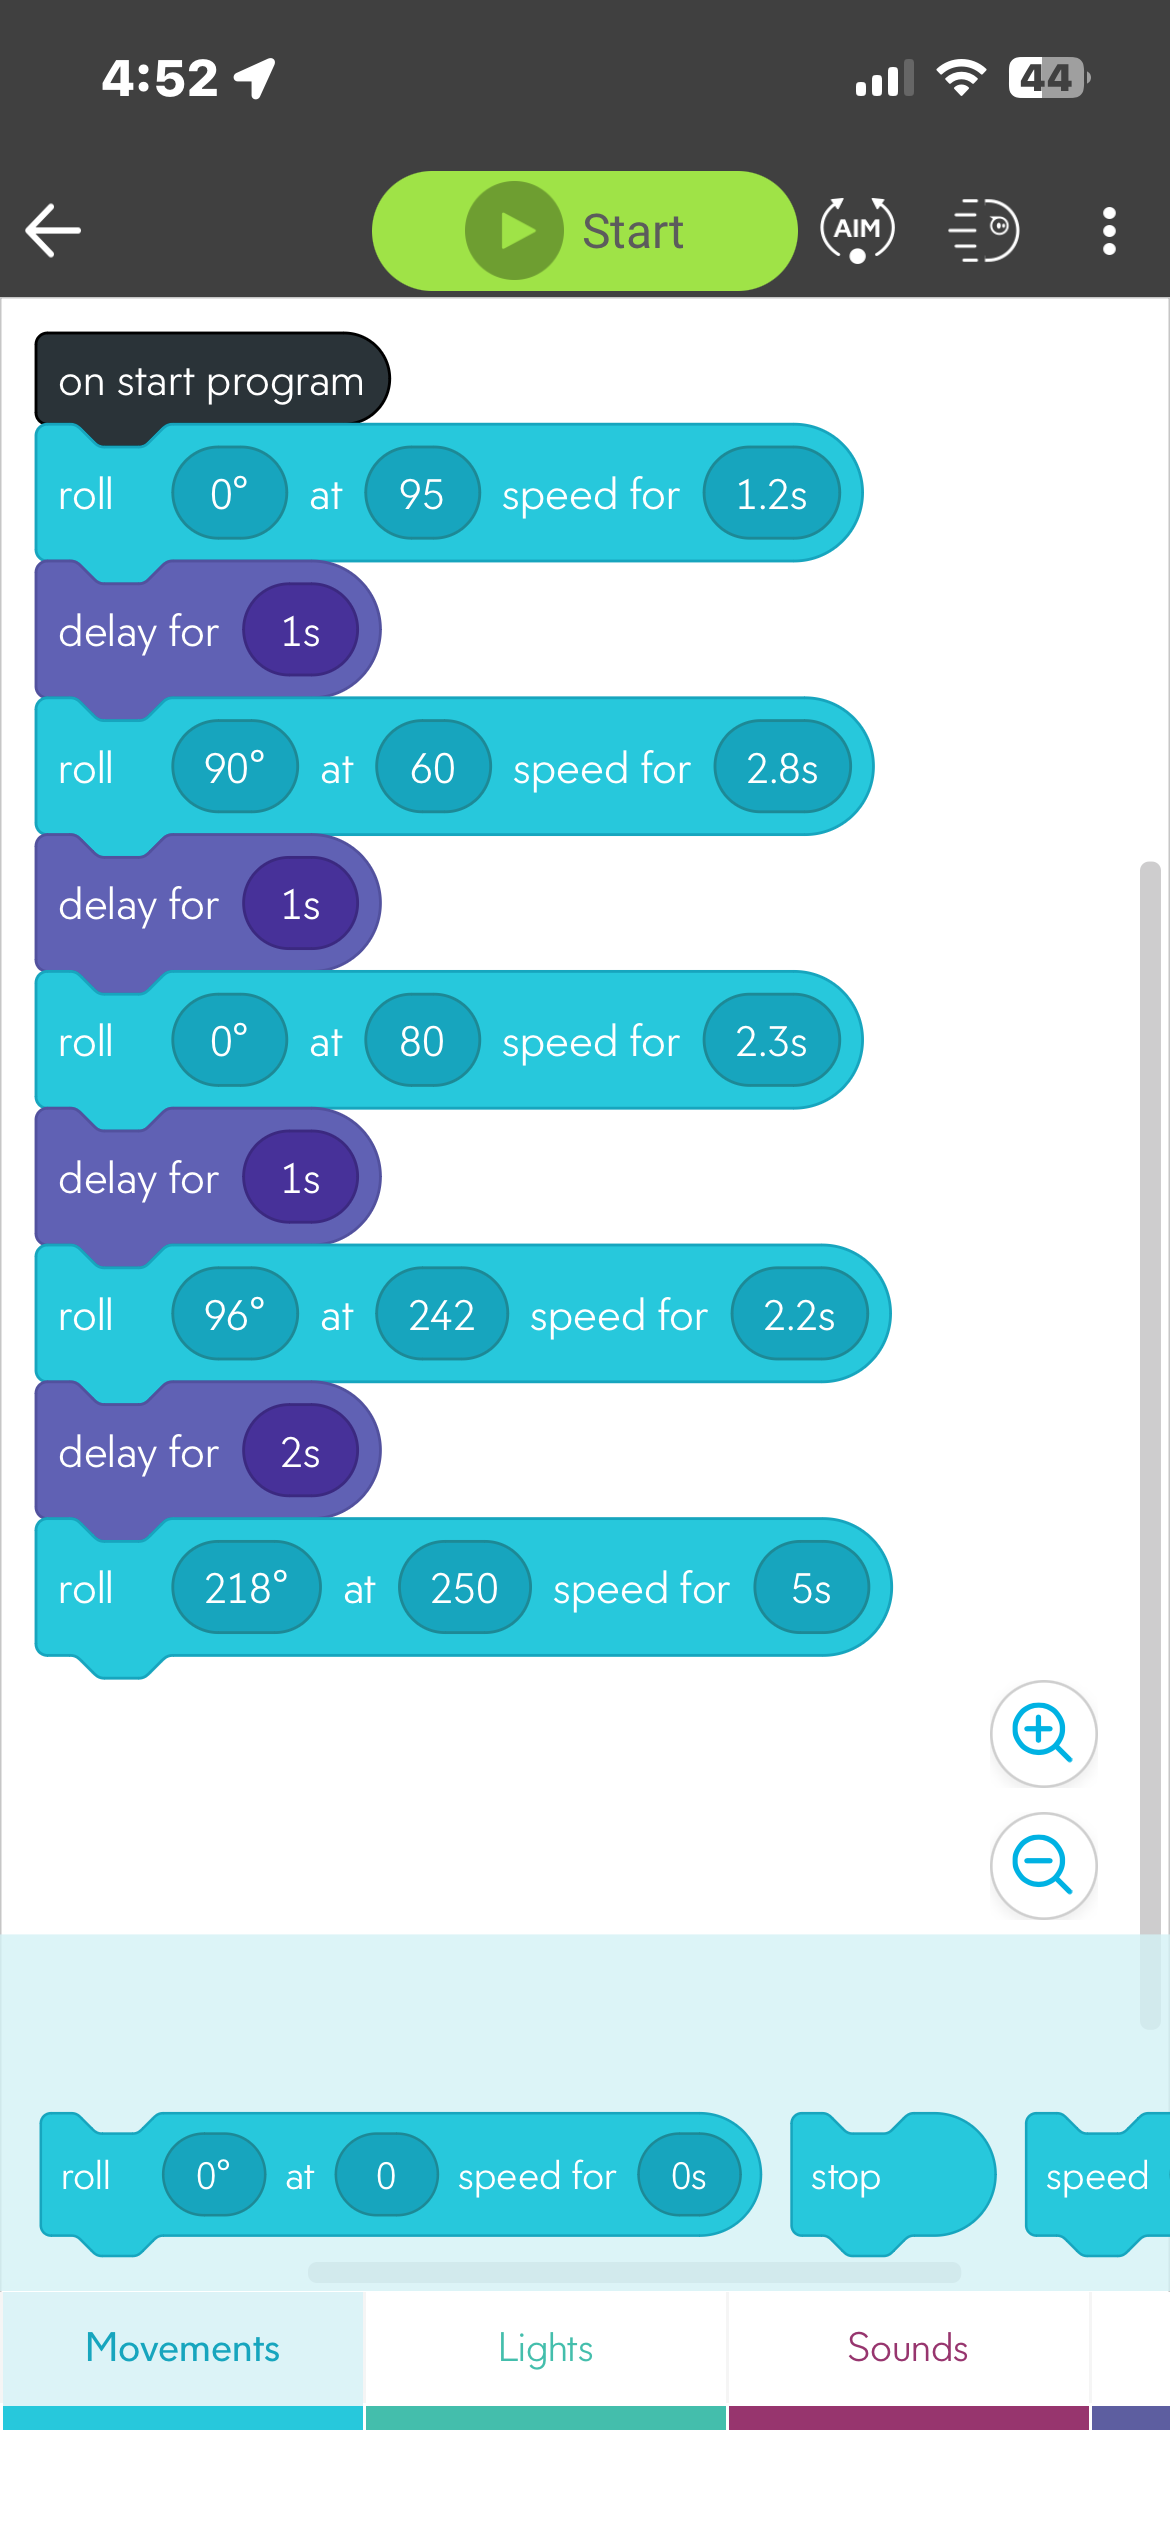 4:52 44
Start AIM
on start program
roll 0° at 95 speed for 1.2s
delay for 1s
roll 90° at 60 speed for 2.8s
delay for 1s
roll 0° at 80 speed for 2.3s
delay for 1s
roll 96° at 242 speed for 2.2s
delay for 2s
roll 218° at 250 speed for 5s
roll 0° at 0 speed for 0s stop speed
Movements Lights Sounds